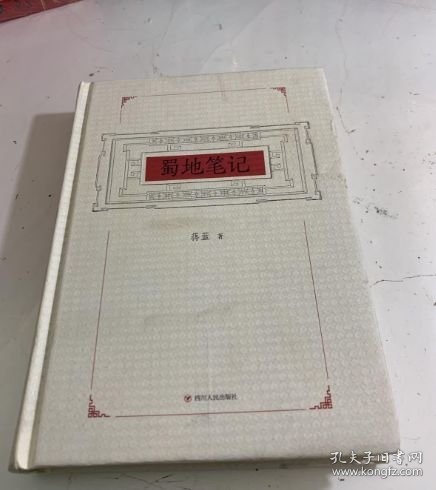 蜀地笔记
蒋蓝 著
四川人民出版社
孔夫子旧书网
www.kongfz.com